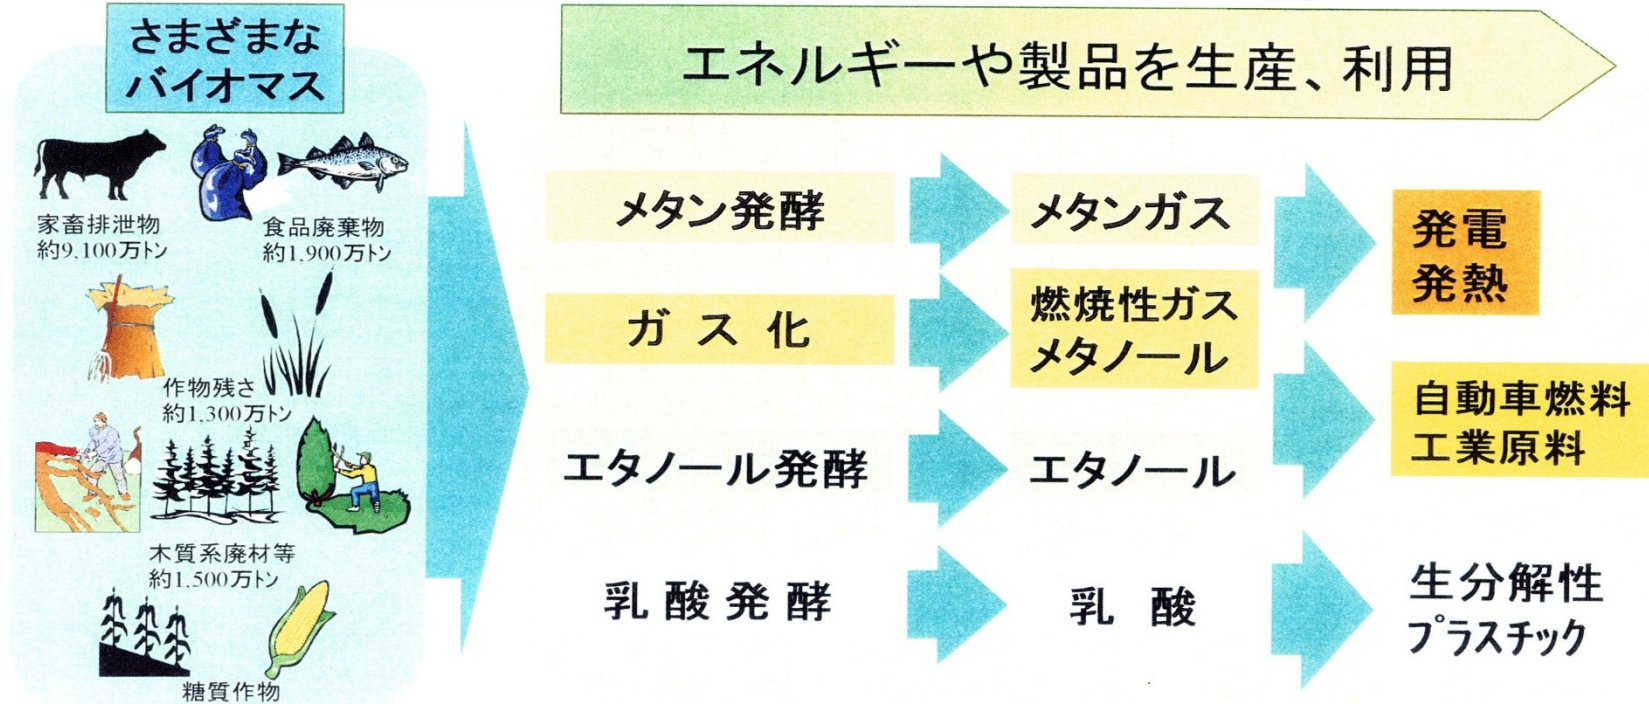 さまざまな
バイオマス
エネルギーや製品を生産、利用
家畜排泄物
約9,100万トン
食品廃棄物
約1,900万トン
作物残さ
約1,300万トン
木質系廃材等
約1,500万トン
糖質作物
メタン発酵
メタンガス
発電
発熱
ガス化
燃焼性ガス
メタノール
自動車燃料
工業原料
エタノール発酵
エタノール
乳酸発酵
乳酸
生分解性
プラスチック